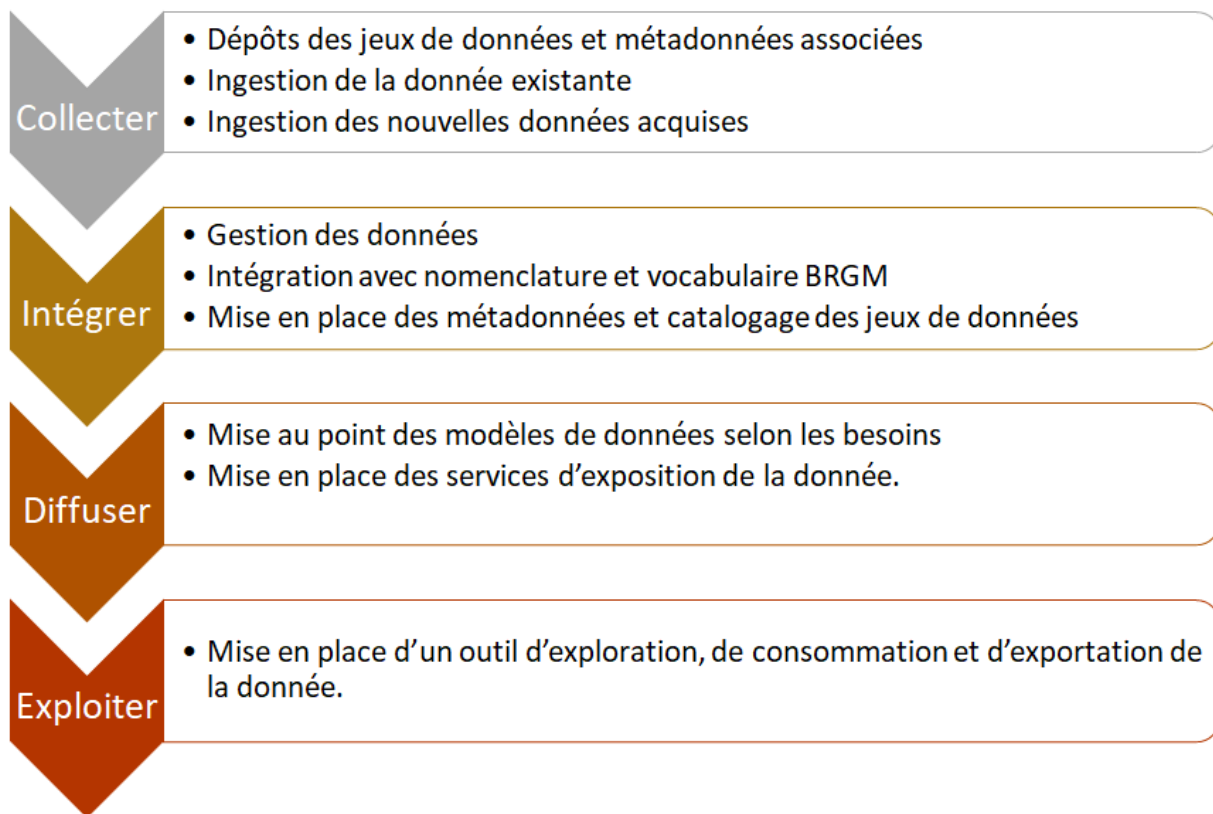 Collecter
• Dépôts des jeux de données et métadonnées associées
• Ingestion de la donnée existante
• Ingestion des nouvelles données acquises
Intégrer
• Gestion des données
• Intégration avec nomenclature et vocabulaire BRGM
• Mise en place des métadonnées et catalogage des jeux de données
Diffuser
• Mise au point des modèles de données selon les besoins
• Mise en place des services d’exposition de la donnée.
Exploiter
• Mise en place d’un outil d’exploration, de consommation et d’exportation de
la donnée.